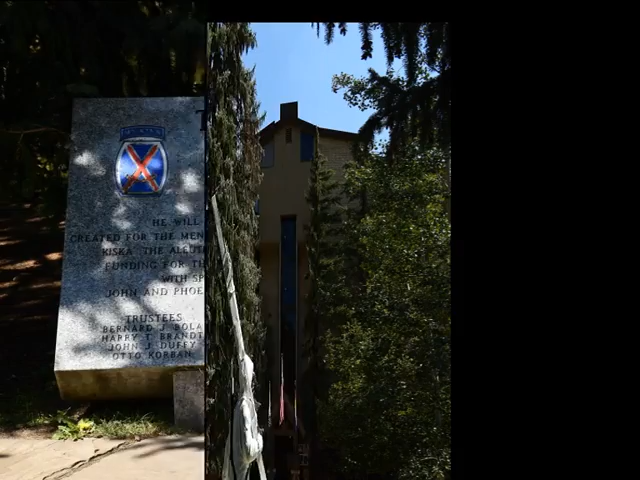 T
HE WILL
CREATED FOR THE MEN
KISKA, THE ALEUT
FUNDING FOR TH
WITH SP
JOHN AND PHOE
TRUSTEES
BERNARD J. BOLA
HARRY T. BRANDT
JOHN J. DUFFY
OTTO KORBAN